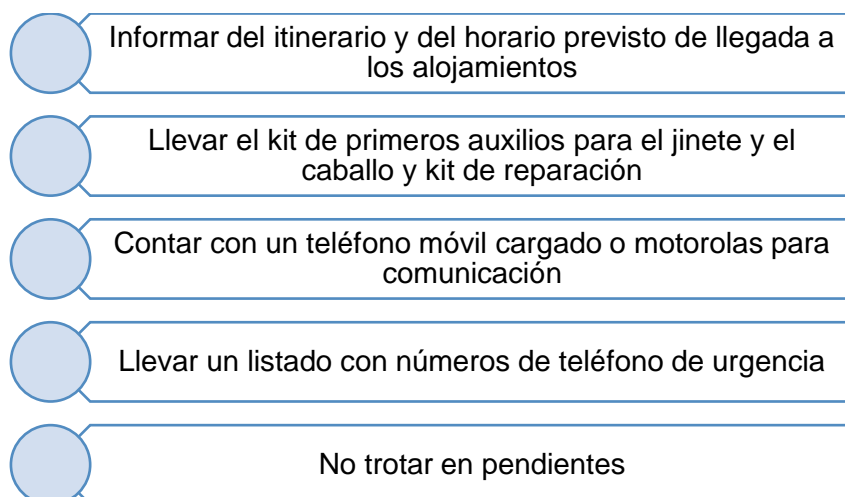 Informar del itinerario y del horario previsto de llegada a
los alojamientos
Llevar el kit de primeros auxilios para el jinete y el
caballo y kit de reparación
Contar con un teléfono móvil cargado o motorolas para
comunicación
Llevar un listado con números de teléfono de urgencia
No trotar en pendientes